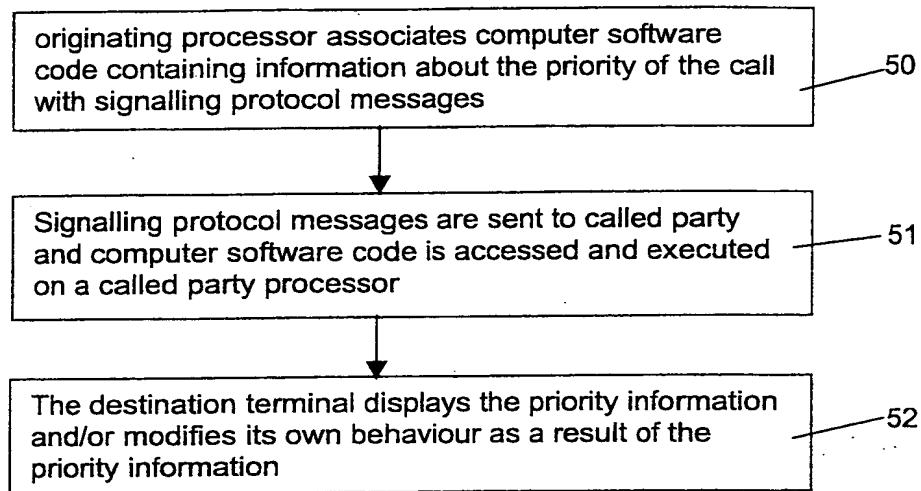 originating processor associates computer software
code containing information about the priority of the call
with signalling protocol messages
50
Signalling protocol messages are sent to called party
and computer software code is accessed and executed
on a called party processor
51
The destination terminal displays the priority information
and/or modifies its own behaviour as a result of the
priority information
52